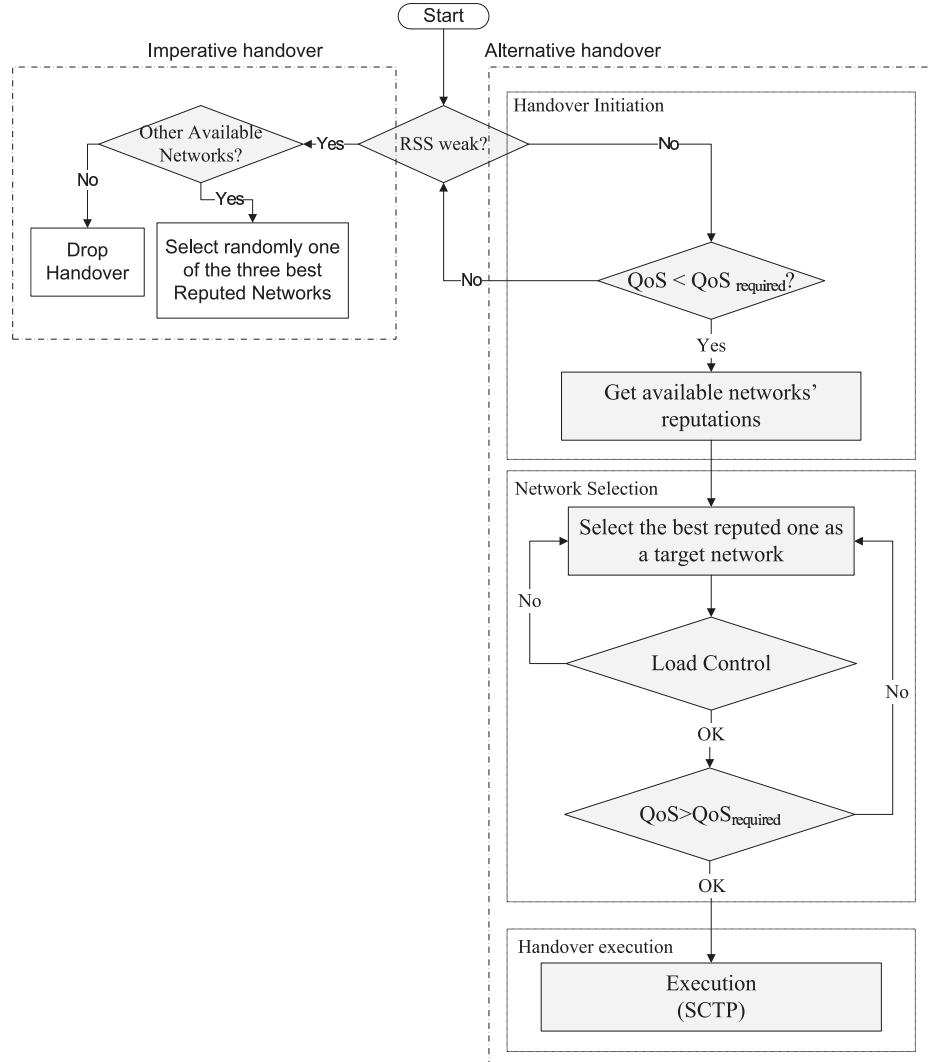 Start
Imperative handover
Alternative handover
Handover Initiation
Other Available
Networks?
Yes
RSS weak?
No
No
Yes
Drop
Handover
Select randomly one
of the three best
Reputed Networks
No
QoS < QoS required?
Yes
Get available networks’
reputations
Network Selection
Select the best reputed one as
a target network
No
Load Control
No
OK
QoS>QoSrequired
OK
Handover execution
Execution
(SCTP)